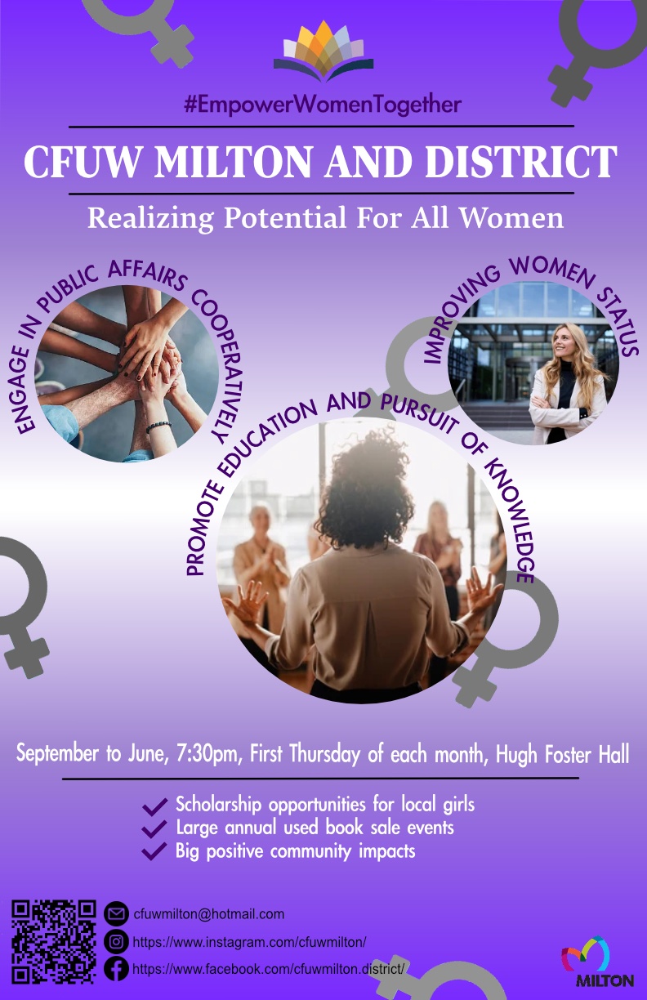 #EmpowerWomenTogether
CFUW MILTON AND DISTRICT
Realizing Potential For All Women
ENGAGE IN PUBLIC AFFAIRS COOPERATIVELY
IMPROVING WOMEN STATUS
PROMOTE EDUCATION AND PURSUIT OF KNOWLEDGE
September to June, 7:30pm, First Thursday of each month, Hugh Foster Hall
Scholarship opportunities for local girls
Large annual used book sale events
Big positive community impacts
cfuwmilton@hotmail.com
https://www.instagram.com/cfuwmilton/
https://www.facebook.com/cfuwmilton.district/
MILTON